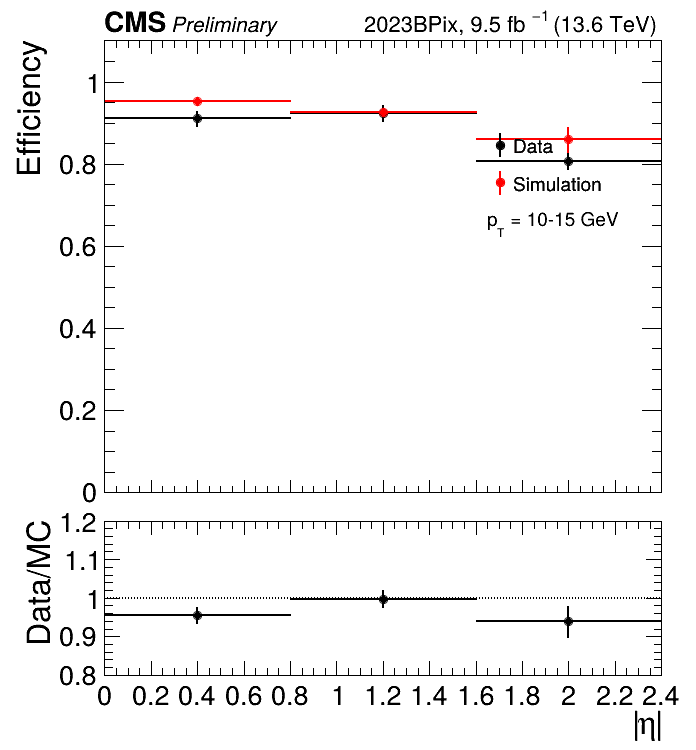 CMS Preliminary 2023BPix, 9.5 fb⁻¹ (13.6 TeV)
Efficiency
1
0.8
0.6
0.4
0.2
0
Data
Simulation
p_T = 10-15 GeV
Data/MC
1.2
1.1
1
0.9
0.8
0 0.2 0.4 0.6 0.8 1 1.2 1.4 1.6 1.8 2 2.2 2.4
|η|